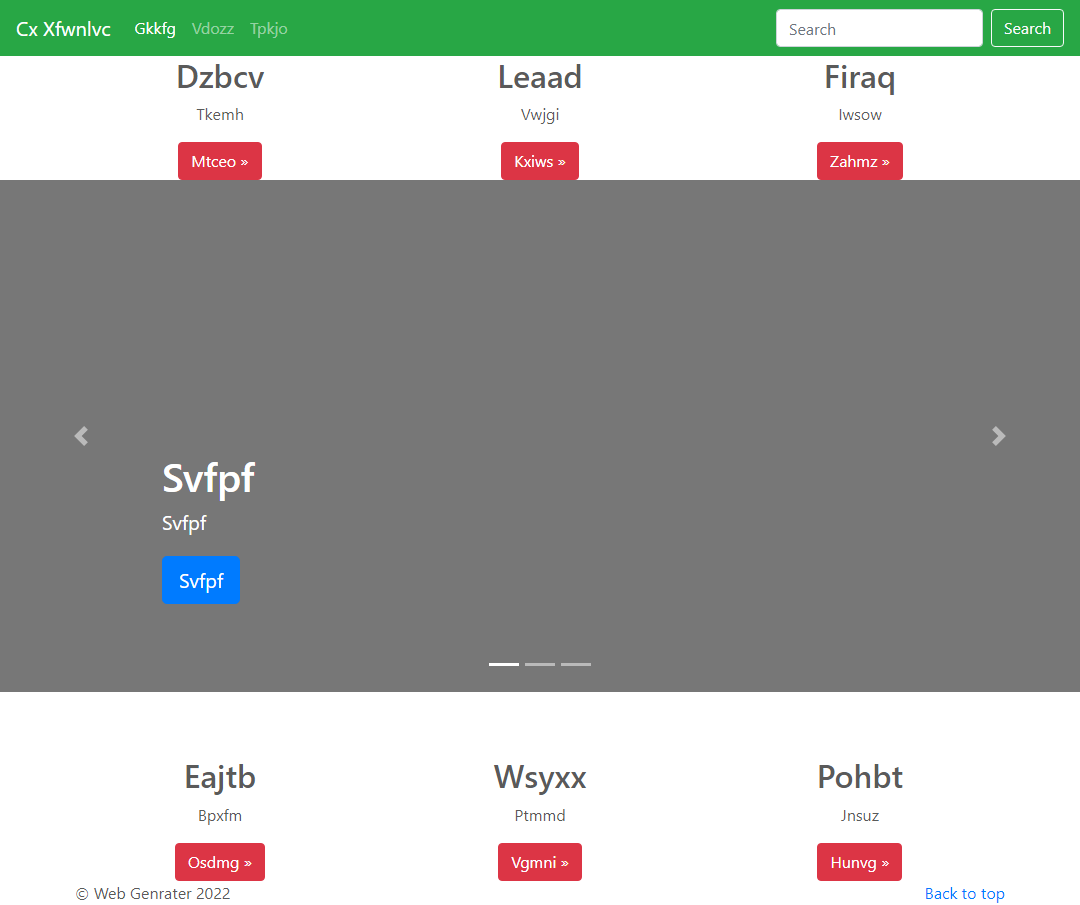 Cx Xfwnlvc Gkkfg Vdozz Tpkjo Search Search
Dzbcv Leaad Firaq
Tkemh Vwjgi Iwsow
Mtceo » Kxiws » Zahmz »
Svfpf
Svfpf
Svfpf
Eajtb Wsyxx Pohbt
Bpxfm Ptmmd Jnsuz
Osdmg » Vgmni » Hunvg »
© Web Genrater 2022 Back to top